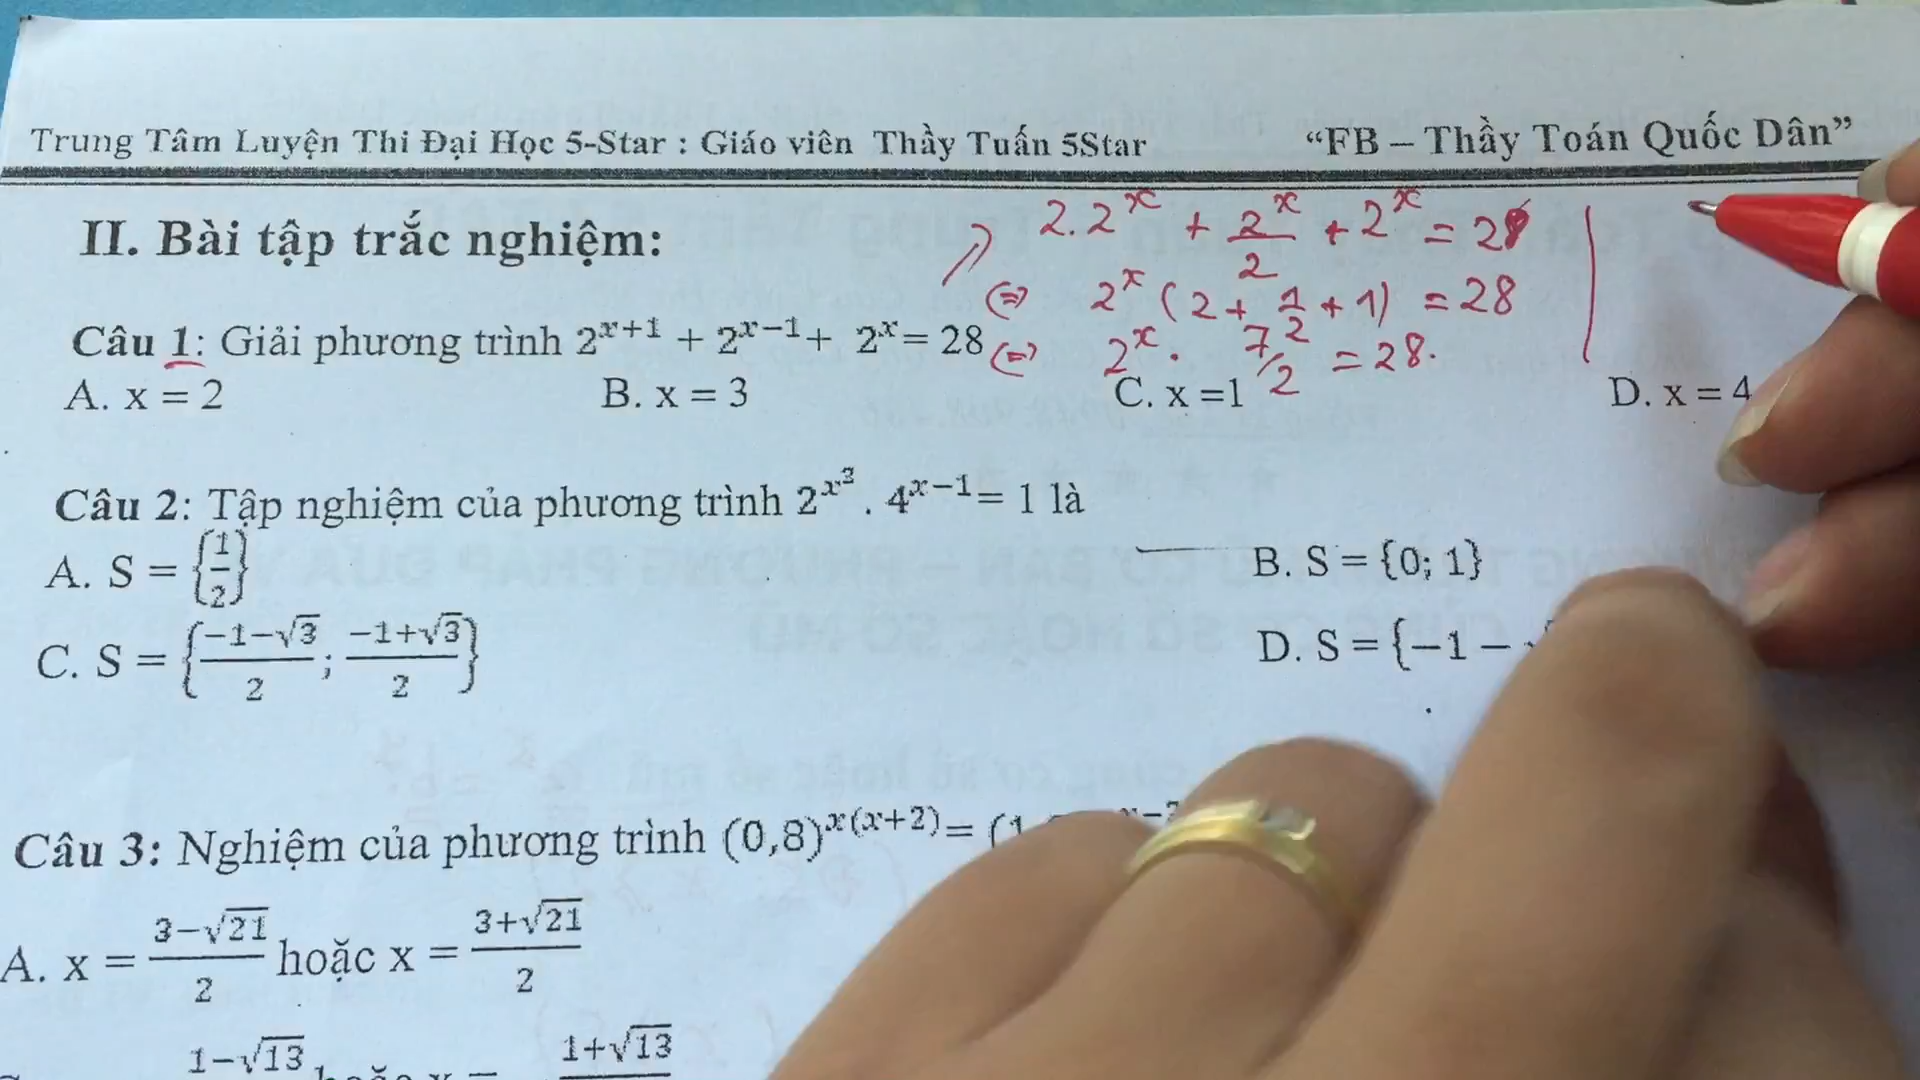 Trung Tâm Luyện Thi Đại Học 5-Star : Giáo viên Thầy Tuấn 5Star “FB – Thầy Toán Quốc Dân”
II. Bài tập trắc nghiệm:
2.2^x + 2^x/2 + 2^x = 28
⇔ 2^x (2 + 1/2 + 1) = 28
Câu 1: Giải phương trình 2^{x+1} + 2^{x−1} + 2^x = 28
⇔ 2^x . 7/2 = 28.
A. x = 2 B. x = 3 C. x =1 D. x = 4
Câu 2: Tập nghiệm của phương trình 2^{x^2} . 4^{x−1} = 1 là
A. S = {1/2} B. S = {0; 1}
C. S = {(−1−√3)/2 ; (−1+√3)/2} D. S = {−1 −
Câu 3: Nghiệm của phương trình (0,8)^{x(x+2)} = (1
A. x = (3−√21)/2 hoặc x = (3+√21)/2
1−√13 hoặc x = 1+√13